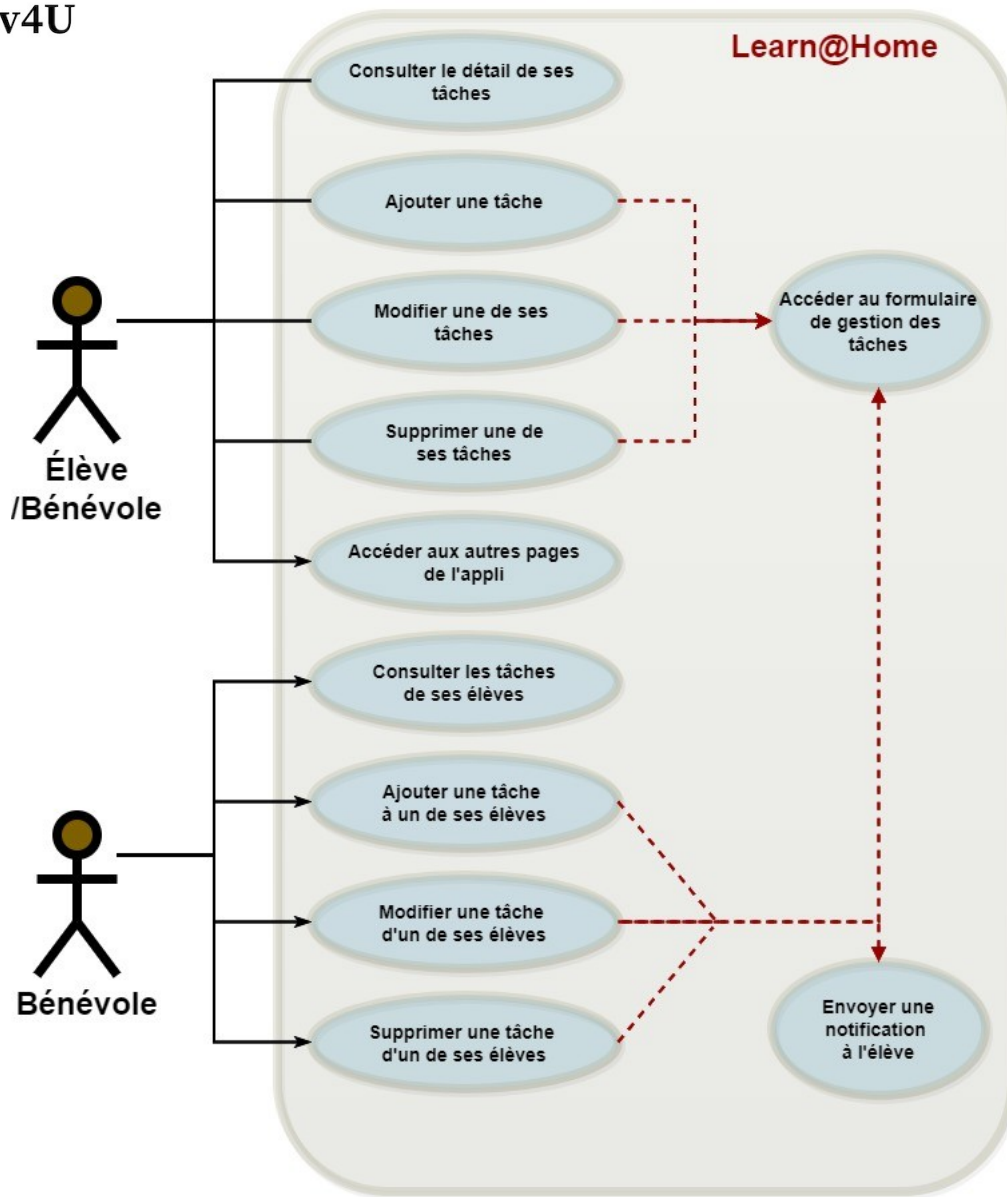 v4U
Learn@Home
Consulter le détail de ses
tâches
Ajouter une tâche
Modifier une de ses
tâches
Accéder au formulaire
de gestion des
tâches
Supprimer une de
ses tâches
Élève
/Bénévole
Accéder aux autres pages
de l'appli
Consulter les tâches
de ses élèves
Ajouter une tâche
à un de ses élèves
Modifier une tâche
d'un de ses élèves
Bénévole
Supprimer une tâche
d'un de ses élèves
Envoyer une
notification
à l'élève